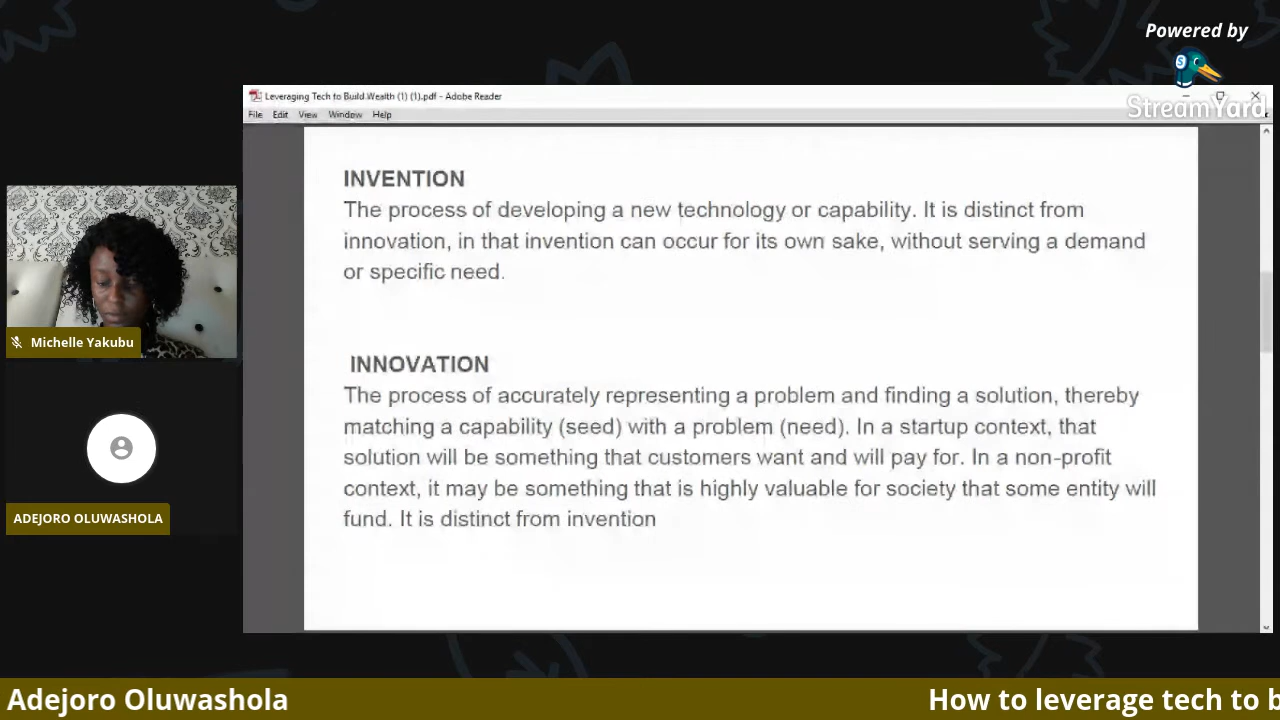 Powered by
StreamYard
Leveraging Tech to Build Wealth (1) (1).pdf - Adobe Reader
File Edit View Window Help
INVENTION
The process of developing a new technology or capability. It is distinct from
innovation, in that invention can occur for its own sake, without serving a demand
or specific need.
INNOVATION
The process of accurately representing a problem and finding a solution, thereby
matching a capability (seed) with a problem (need). In a startup context, that
solution will be something that customers want and will pay for. In a non-profit
context, it may be something that is highly valuable for society that some entity will
fund. It is distinct from invention
Michelle Yakubu
ADEJORO OLUWASHOLA
Adejoro Oluwashola
How to leverage tech to b